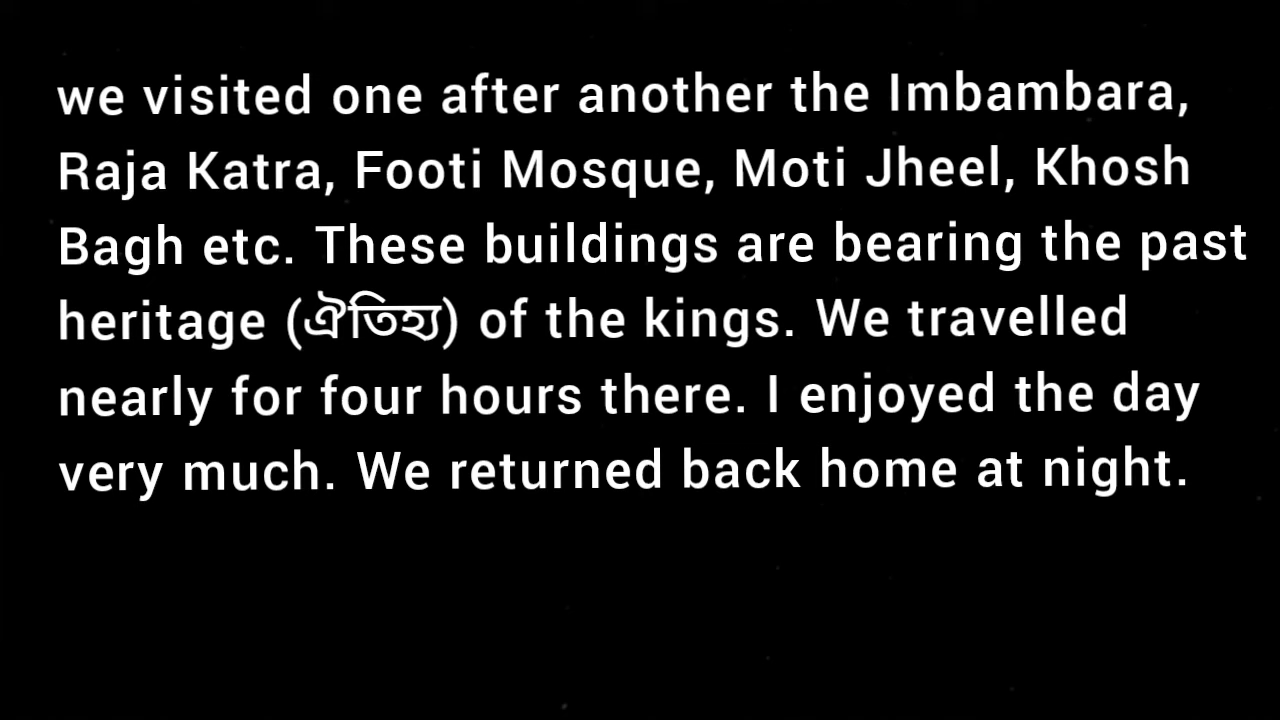 we visited one after another the Imbambara,
Raja Katra, Footi Mosque, Moti Jheel, Khosh
Bagh etc. These buildings are bearing the past
heritage (ঐতিহ্য) of the kings. We travelled
nearly for four hours there. I enjoyed the day
very much. We returned back home at night.